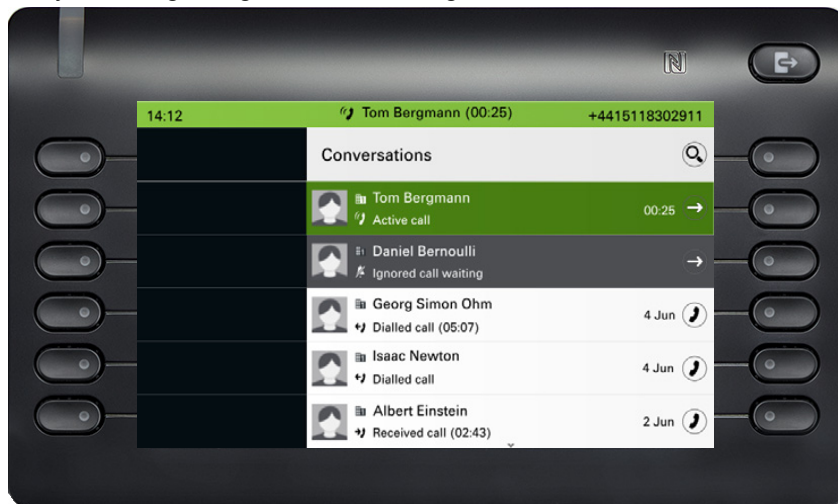 14:12 Tom Bergmann (00:25) +4415118302911
Conversations
Tom Bergmann
Active call 00:25
Daniel Bernoulli
Ignored call waiting
Georg Simon Ohm
Dialled call (05:07) 4 Jun
Isaac Newton
Dialled call 4 Jun
Albert Einstein
Received call (02:43) 2 Jun